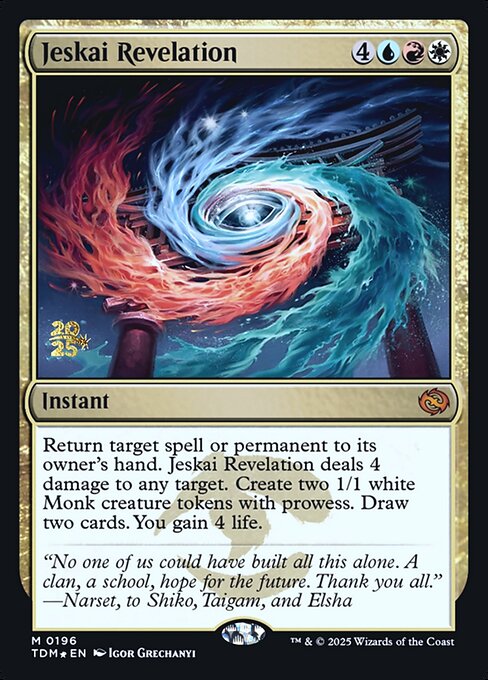 Jeskai Revelation
4
2025
Instant
Return target spell or permanent to its
owner's hand. Jeskai Revelation deals 4
damage to any target. Create two 1/1 white
Monk creature tokens with prowess. Draw
two cards. You gain 4 life.
"No one of us could have built all this alone. A
clan, a school, hope for the future. Thank you all."
—Narset, to Shiko, Taigam, and Elsha
M 0196
TDM★EN Igor Grechanyi
™ & © 2025 Wizards of the Coast